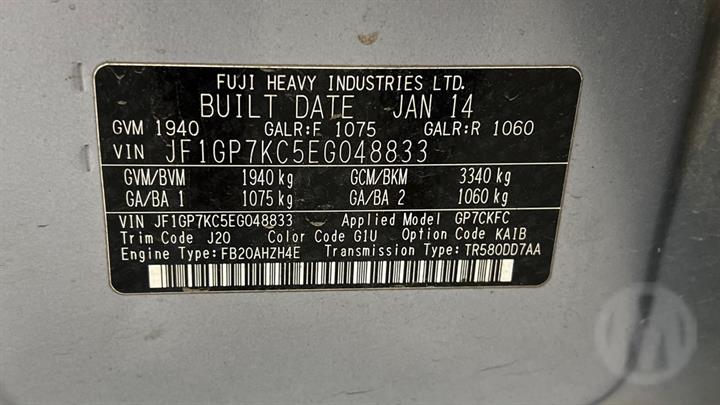 FUJI HEAVY INDUSTRIES LTD.
BUILT DATE JAN 14
GVM 1940 GALR:F 1075 GALR:R 1060
VIN JF1GP7KC5EG048833
GVM/BVM 1940 kg GCM/BKM 3340 kg
GA/BA 1 1075 kg GA/BA 2 1060 kg
VIN JF1GP7KC5EG048833 Applied Model GP7CKFC
Trim Code J20 Color Code G1U Option Code KAIB
Engine Type:FB20AHZH4E Transmission Type:TR580DD7AA